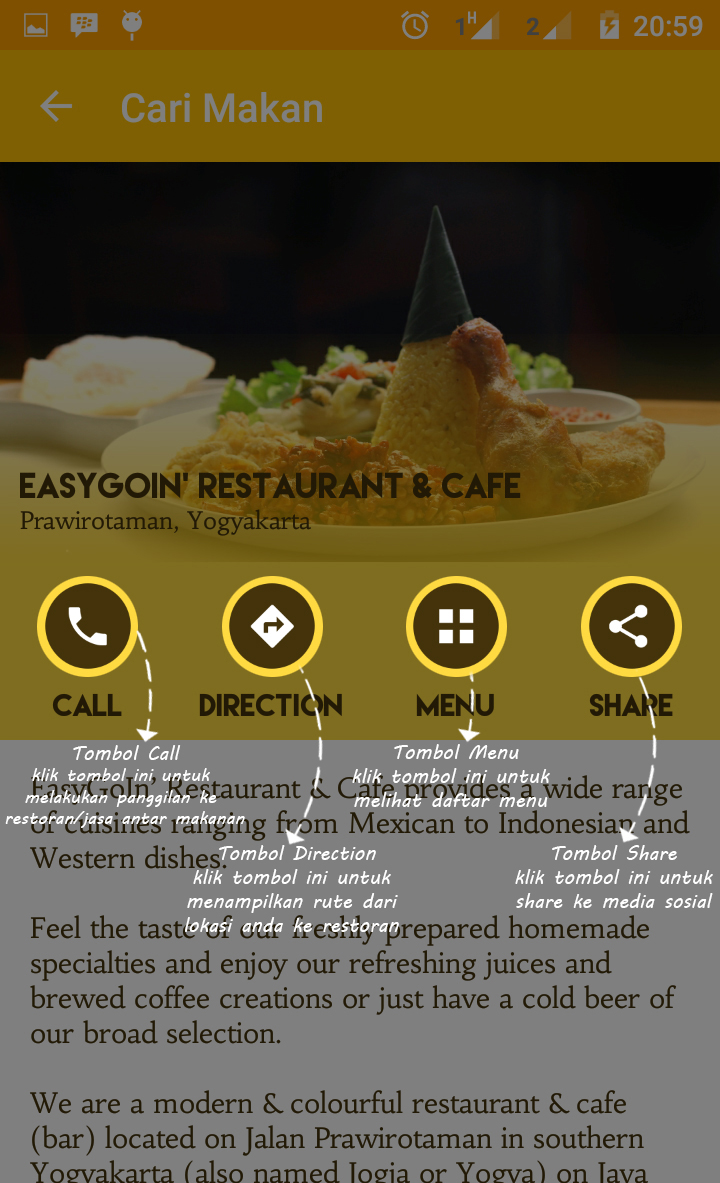 1 H 2 20:59
Cari Makan
EASYGOIN' RESTAURANT & CAFE
Prawirotaman, Yogyakarta
CALL DIRECTION MENU SHARE
Tombol Call
klik tombol ini untuk
melakukan panggilan ke
restoran/jasa antar makanan
Tombol Menu
klik tombol ini untuk
melihat daftar menu
Tombol Direction
klik tombol ini untuk
menampilkan rute dari
lokasi anda ke restoran
Tombol Share
klik tombol ini untuk
share ke media sosial
EasyGoIn' Restaurant & Cafe provides a wide range
of cuisines ranging from Mexican to Indonesian and
Western dishes.
Feel the taste of our freshly prepared homemade
specialties and enjoy our refreshing juices and
brewed coffee creations or just have a cold beer of
our broad selection.
We are a modern & colourful restaurant & cafe
(bar) located on Jalan Prawirotaman in southern
Yogyakarta (also named Jogja or Yogya) on Java